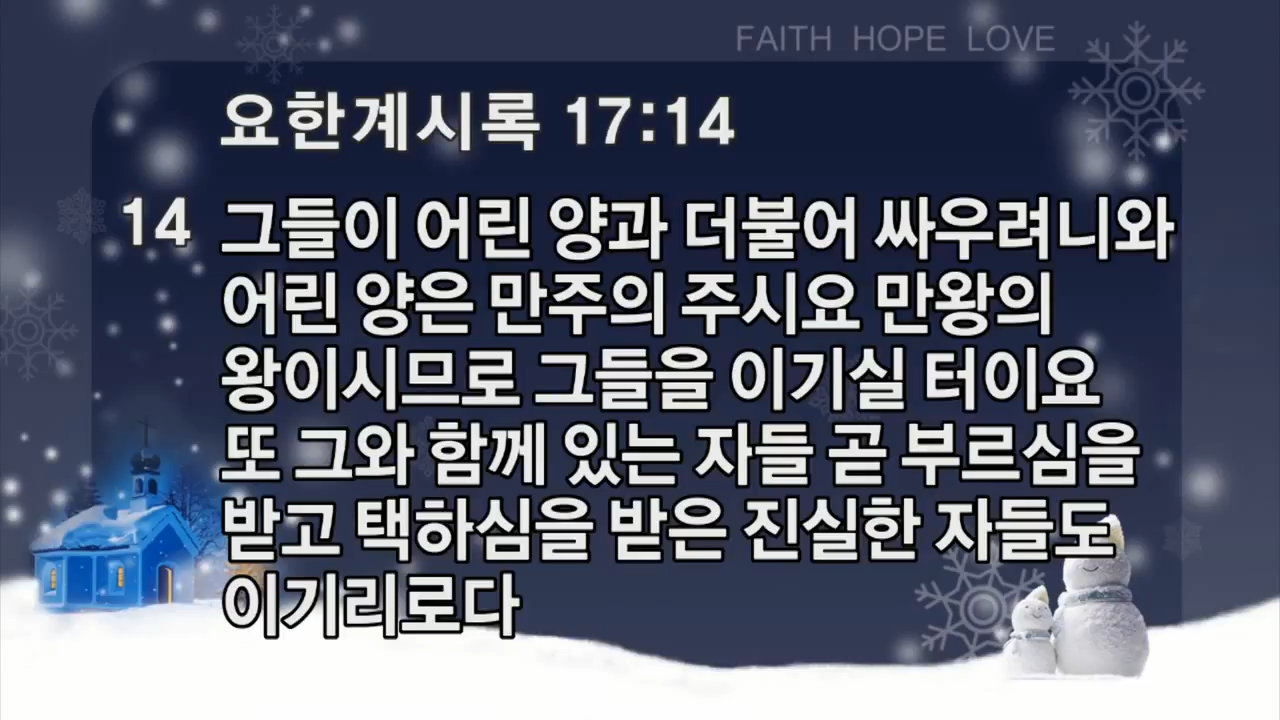 FAITH HOPE LOVE
요한계시록 17:14
14 그들이 어린 양과 더불어 싸우려니와
어린 양은 만주의 주시요 만왕의
왕이시므로 그들을 이기실 터이요
또 그와 함께 있는 자들 곧 부르심을
받고 택하심을 받은 진실한 자들도
이기리로다